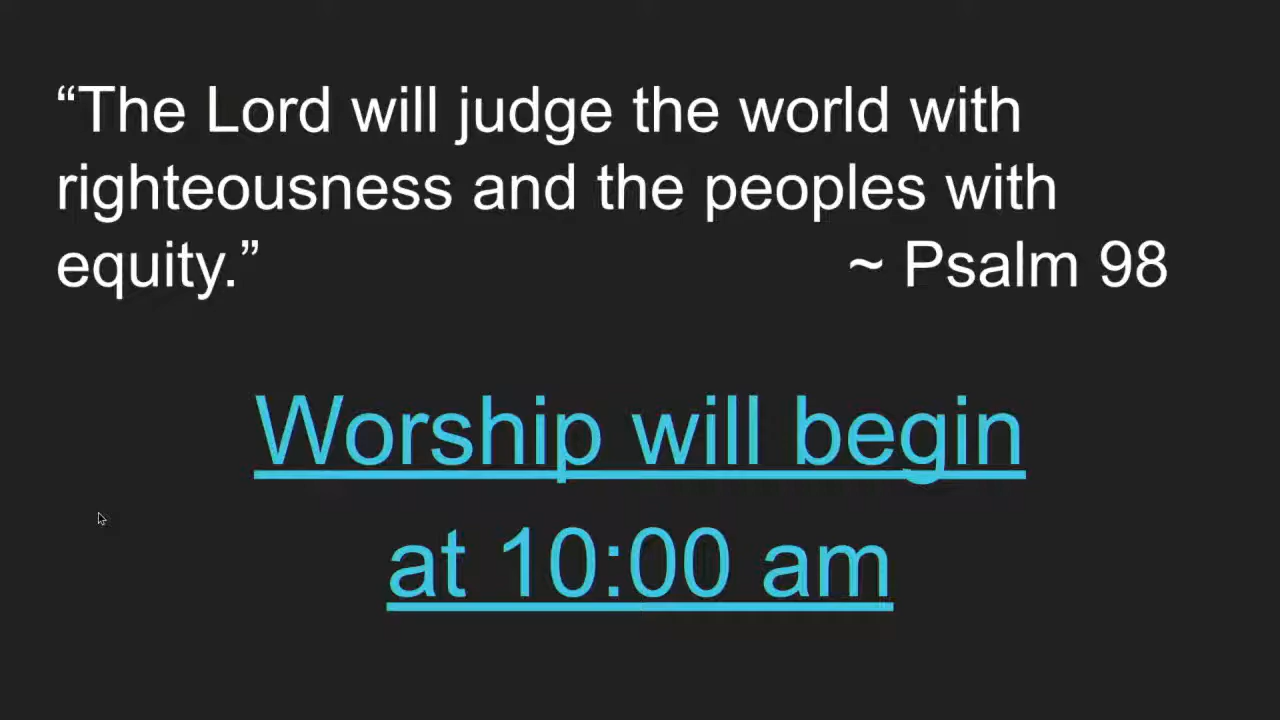 “The Lord will judge the world with
righteousness and the peoples with
equity.” ~ Psalm 98
Worship will begin
at 10:00 am